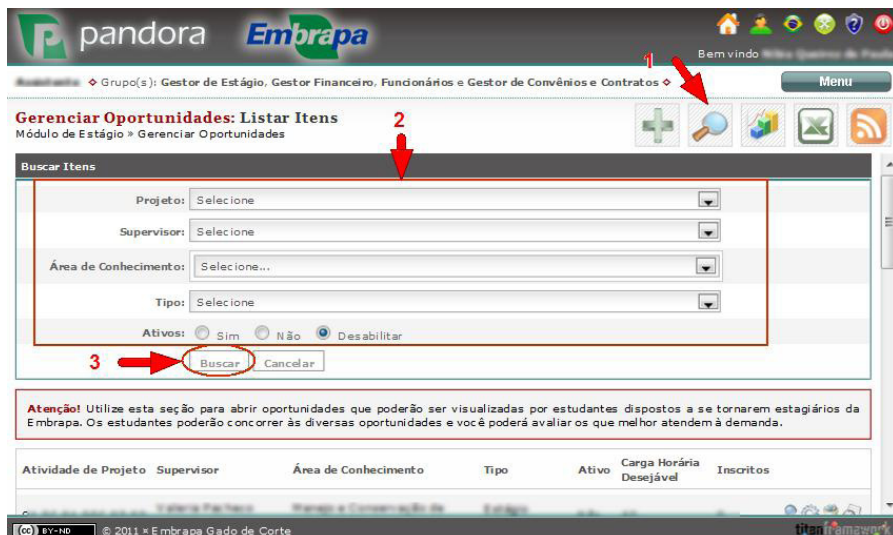 pandora Embrapa
1 Bem vindo
Grupo(s): Gestor de Estágio, Gestor Financeiro, Funcionários e Gestor de Convênios e Contratos
Menu
Gerenciar Oportunidades: Listar Itens
2
Módulo de Estágio » Gerenciar Oportunidades
Buscar Itens
Projeto: Selecione
Supervisor: Selecione
Área de Conhecimento: Selecione...
Tipo: Selecione
Ativos: Sim Não Desabilitar
3 Buscar Cancelar
Atenção! Utilize esta seção para abrir oportunidades que poderão ser visualizadas por estudantes dispostos a se tornarem estagiários da
Embrapa. Os estudantes poderão concorrer às diversas oportunidades e você poderá avaliar os que melhor atendem à demanda.
Atividade de Projeto Supervisor Área de Conhecimento Tipo Ativo Carga Horária Desejável Inscritos
(cc) BY-ND © 2011 × Embrapa Gado de Corte
titanframework